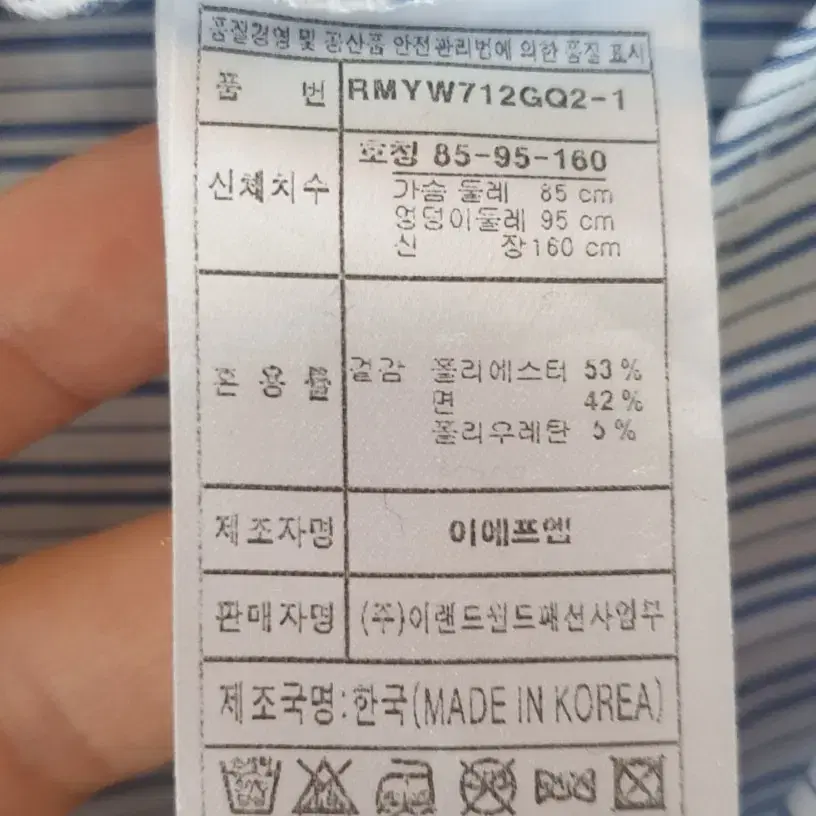 품질경영 및 공산품 안전관리법에 의한 품질 표시
품 번 RMYW712GQ2-1
호칭 85-95-160
신체치수 가슴 둘레 85 cm
엉덩이둘레 95 cm
신 장160 cm
혼 용 률 겉감 폴리에스터 53 %
면 42 %
폴리우레탄 5 %
제조자명 이에프엠
판매자명 (주)이랜드월드패션사업부
제조국명:한국(MADE IN KOREA)